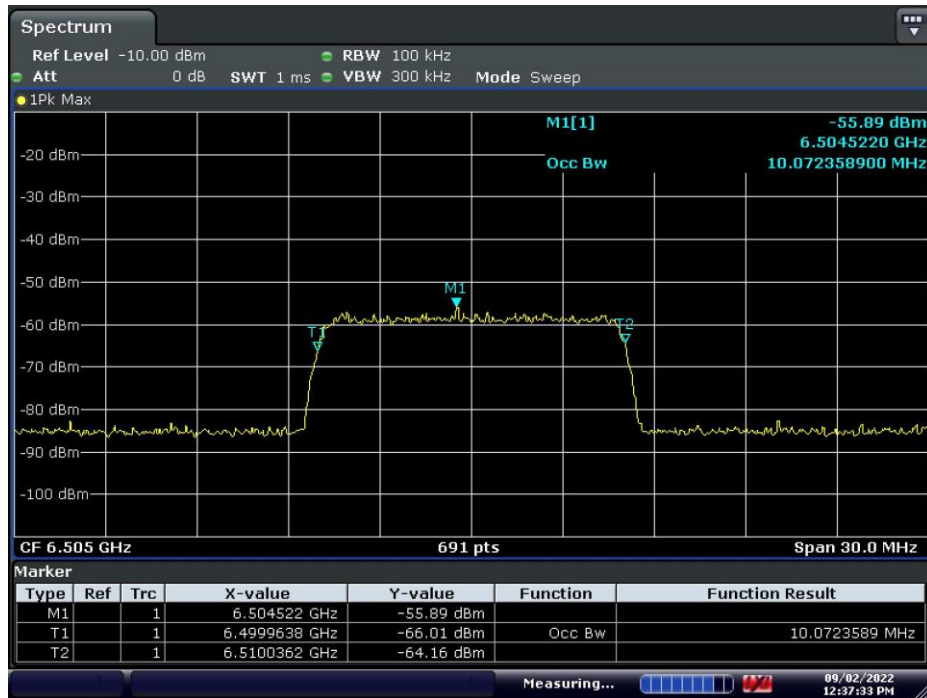 Spectrum
Ref Level -10.00 dBm RBW 100 kHz
Att 0 dB SWT 1 ms VBW 300 kHz Mode Sweep
1Pk Max
M1[1] -55.89 dBm
6.5045220 GHz
-20 dBm
Occ Bw 10.072358900 MHz
-30 dBm
-40 dBm
-50 dBm
M1
-60 dBm
T1 T2
-70 dBm
-80 dBm
-90 dBm
-100 dBm
CF 6.505 GHz 691 pts Span 30.0 MHz
Marker
Type Ref Trc X-value Y-value Function Function Result
M1 1 6.504522 GHz -55.89 dBm
T1 1 6.4999638 GHz -66.01 dBm Occ Bw 10.0723589 MHz
T2 1 6.5100362 GHz -64.16 dBm
Measuring... 09/02/2022
12:37:33 PM